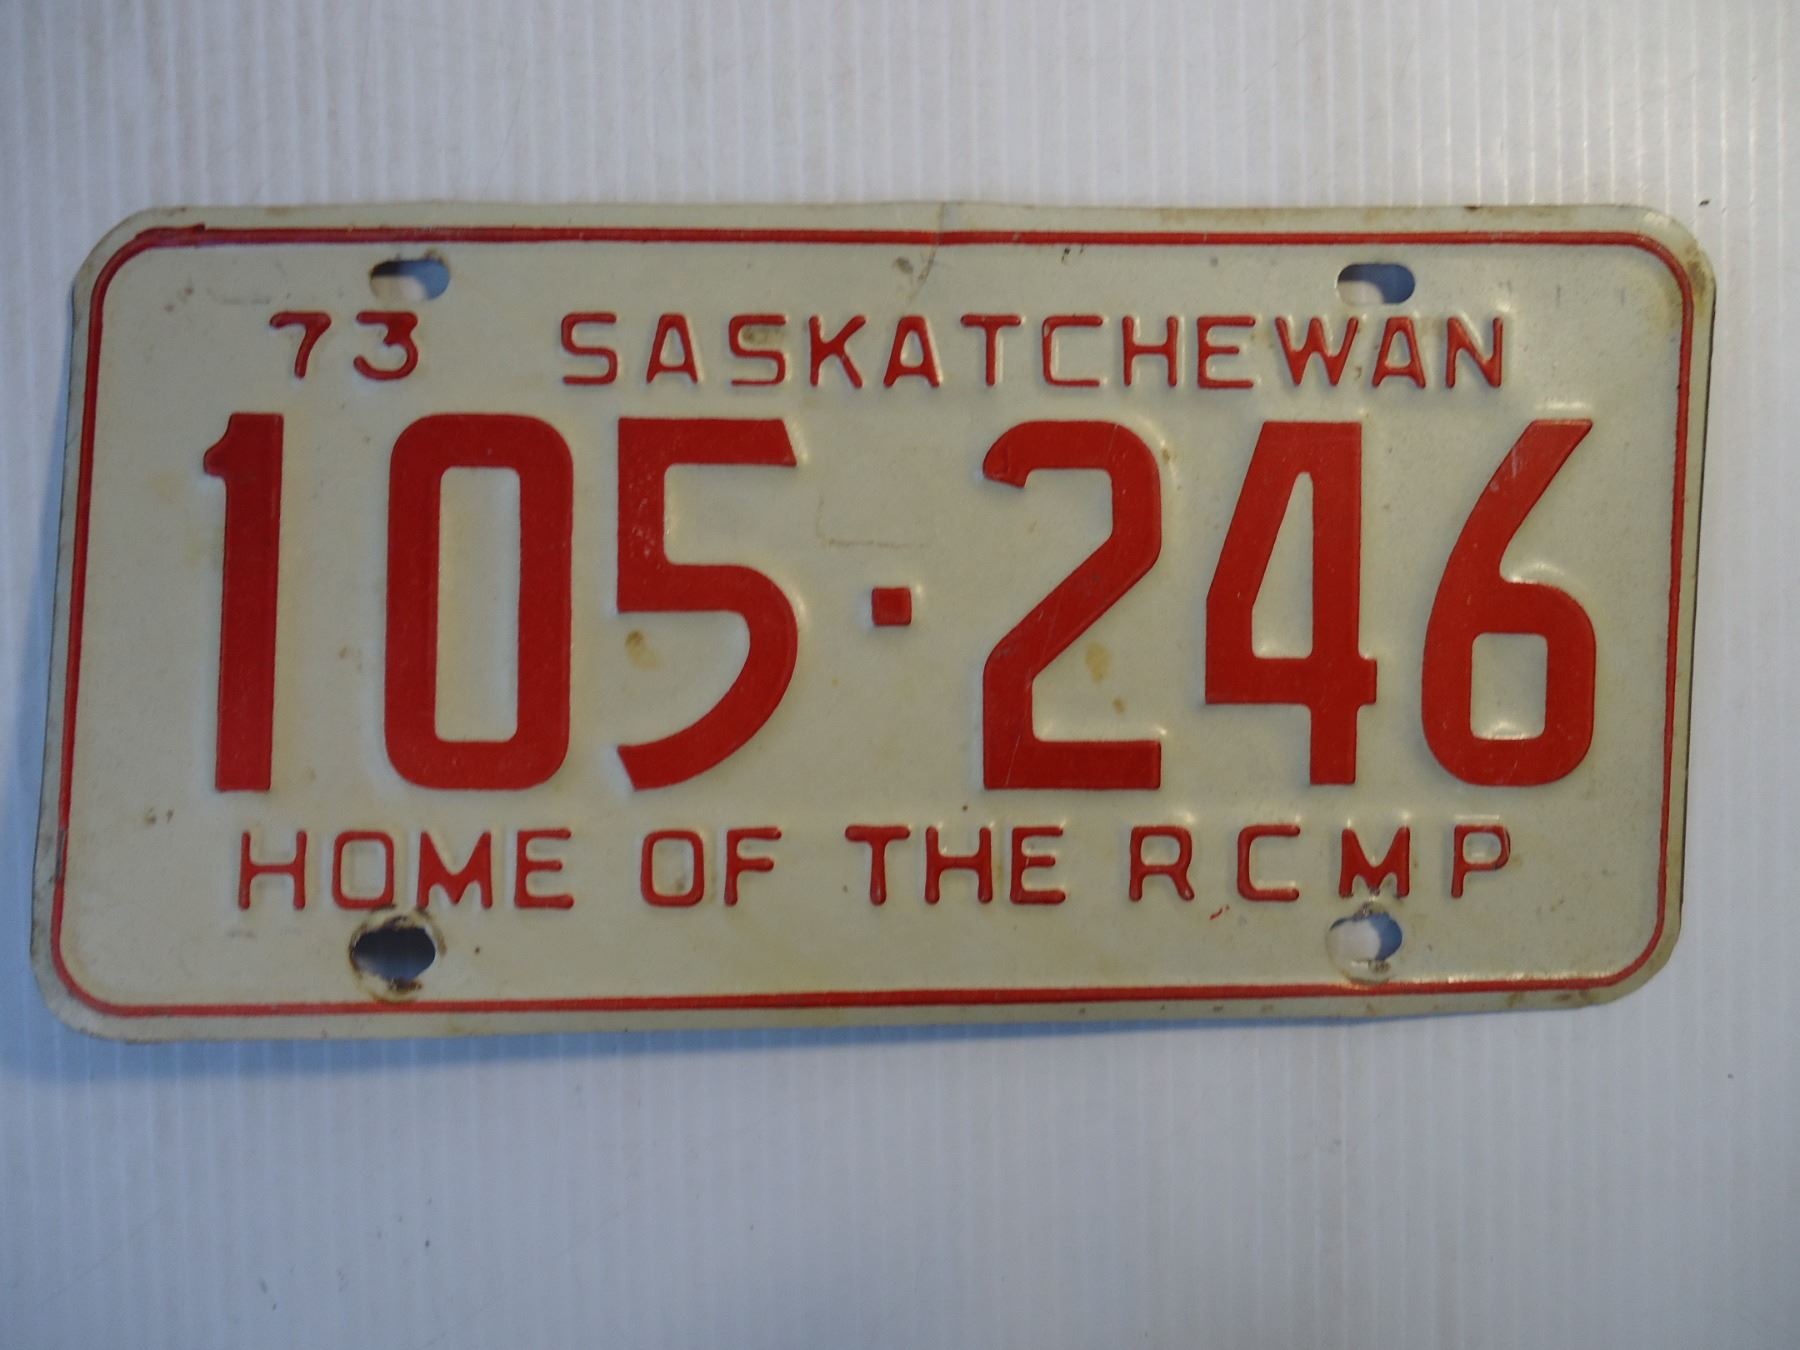 73 SASKATCHEWAN
105·246
HOME OF THE RCMP